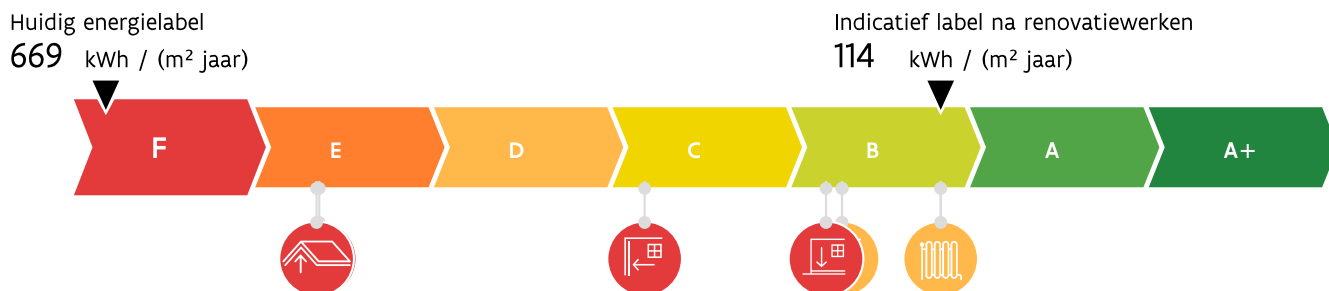 Huidig energielabel
669 kWh / (m² jaar)
Indicatief label na renovatiewerken
114 kWh / (m² jaar)
F E D C B A A+